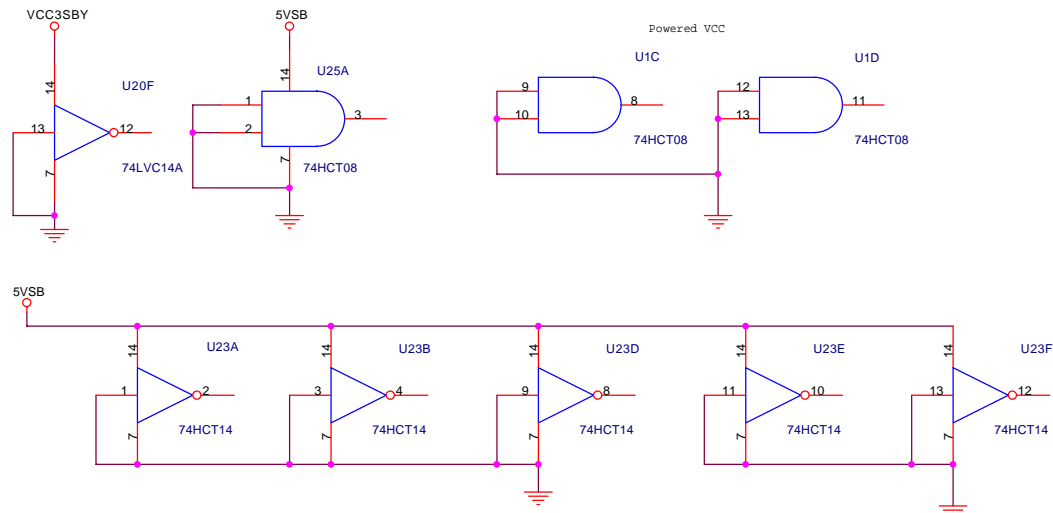 VCC3SBY
5VSB
Powered VCC
14
U20F
13
12
7
74LVC14A
14
U25A
1
2
3
7
74HCT08
U1C
9
10
8
74HCT08
U1D
12
13
11
74HCT08
5VSB
14
U23A
1
2
7
74HCT14
14
U23B
3
4
7
74HCT14
14
U23D
9
8
7
74HCT14
14
U23E
11
10
7
74HCT14
14
U23F
13
12
7
74HCT14